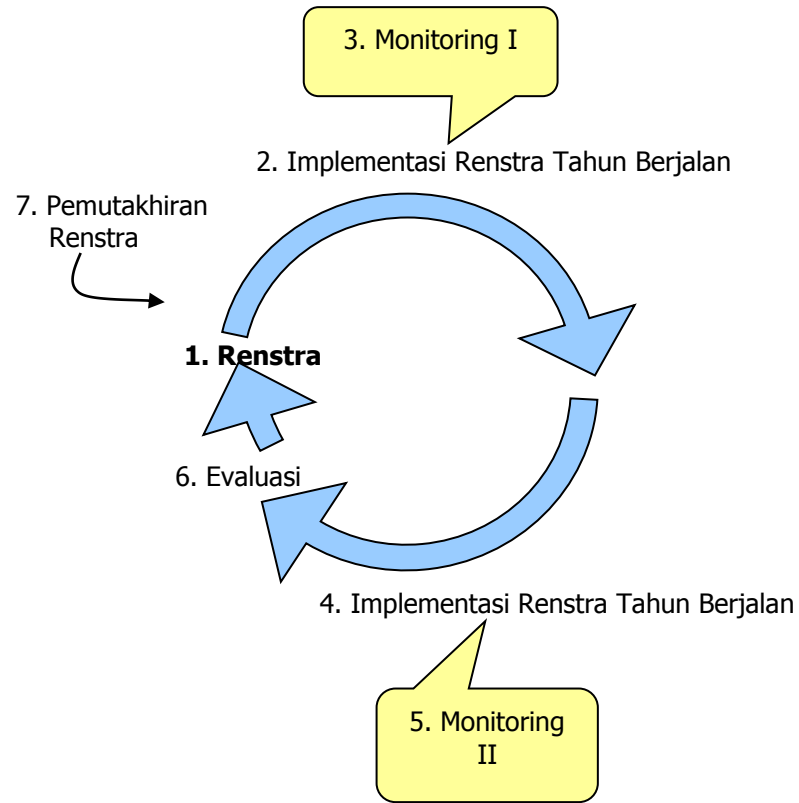 3. Monitoring I
2. Implementasi Renstra Tahun Berjalan
7. Pemutakhiran
Renstra
1. Renstra
6. Evaluasi
4. Implementasi Renstra Tahun Berjalan
5. Monitoring
II